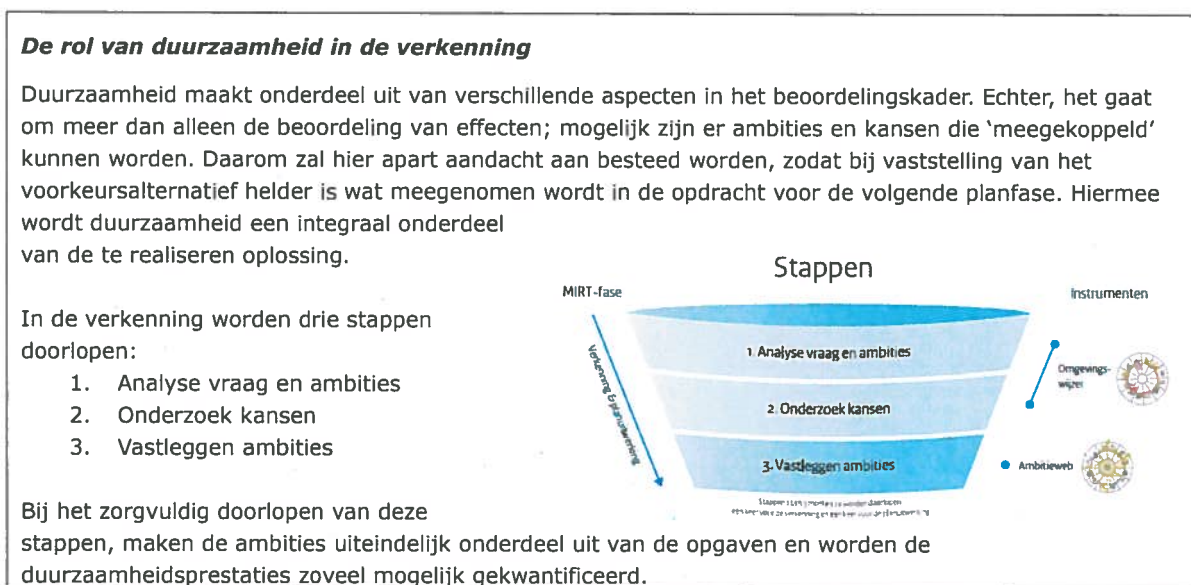 De rol van duurzaamheid in de verkenning
Duurzaamheid maakt onderdeel uit van verschillende aspecten in het beoordelingskader. Echter, het gaat
om meer dan alleen de beoordeling van effecten; mogelijk zijn er ambities en kansen die 'meegekoppeld'
kunnen worden. Daarom zal hier apart aandacht aan besteed worden, zodat bij vaststelling van het
voorkeursalternatief helder is wat meegenomen wordt in de opdracht voor de volgende planfase. Hiermee
wordt duurzaamheid een integraal onderdeel
van de te realiseren oplossing.
In de verkenning worden drie stappen
doorlopen:
1. Analyse vraag en ambities
2. Onderzoek kansen
3. Vastleggen ambities
Stappen
MIRT-fase
Instrumenten
Verkenning & planuitwerking
1. Analyse vraag en ambities
2. Onderzoek kansen
3. Vastleggen ambities
Omgevings-
wijzer
Ambitieweb
Bij het zorgvuldig doorlopen van deze
stappen, maken de ambities uiteindelijk onderdeel uit van de opgaven en worden de
duurzaamheidsprestaties zoveel mogelijk gekwantificeerd.